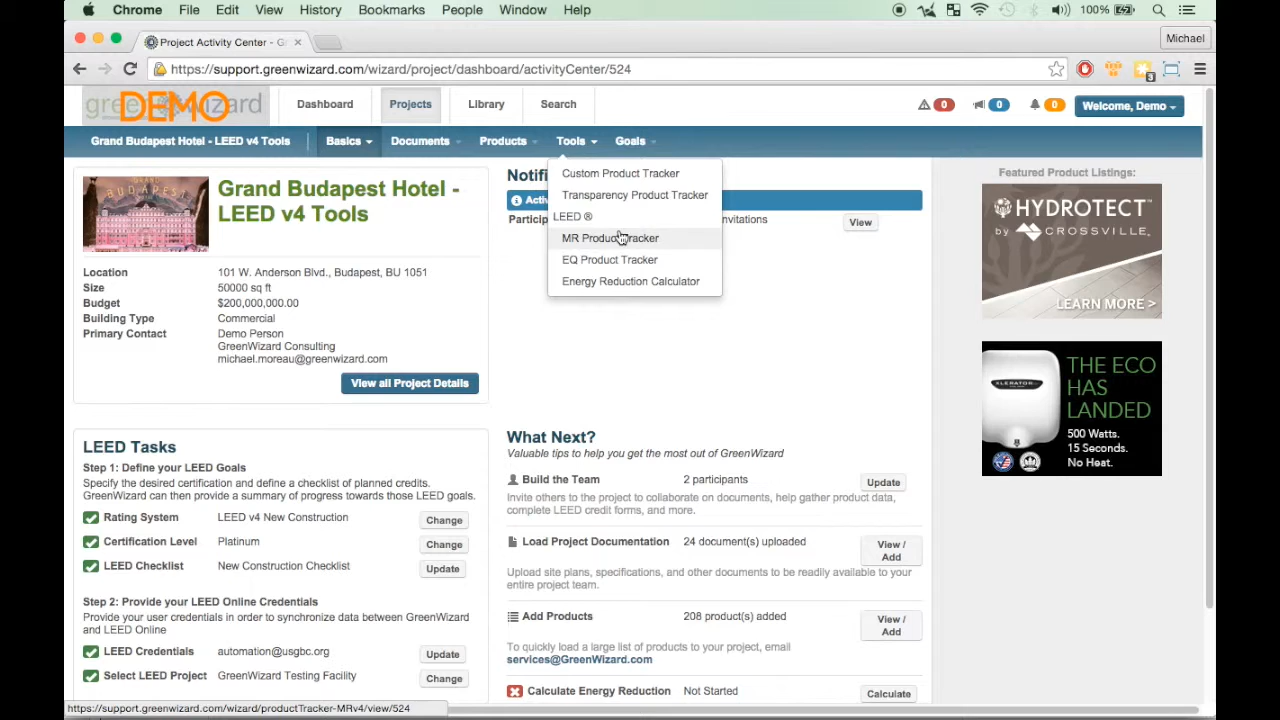 Chrome File Edit View History Bookmarks People Window Help 100%
Project Activity Center - G Michael
https://support.greenwizard.com/wizard/project/dashboard/activityCenter/524 3
DEMO Dashboard Projects Library Search 0 0 0 Welcome, Demo
Grand Budapest Hotel - LEED v4 Tools Basics Documents Products Tools Goals
Custom Product Tracker
Transparency Product Tracker
LEED ®
MR Product Tracker
EQ Product Tracker
Energy Reduction Calculator
Grand Budapest Hotel -
LEED v4 Tools
Location 101 W. Anderson Blvd., Budapest, BU 1051
Size 50000 sq ft
Budget $200,000,000.00
Building Type Commercial
Primary Contact Demo Person
GreenWizard Consulting
michael.moreau@greenwizard.com
View all Project Details
Notifi
Activ
Particip nvitations View
Featured Product Listings:
HYDROTECT
by CROSSVILLE
LEARN MORE >
XLERATOR
THE ECO
HAS
LANDED
500 Watts.
15 Seconds.
No Heat.
LEED Tasks
Step 1: Define your LEED Goals
Specify the desired certification and define a checklist of planned credits.
GreenWizard can then provide a summary of progress towards those LEED goals.
Rating System LEED v4 New Construction Change
Certification Level Platinum Change
LEED Checklist New Construction Checklist Update
Step 2: Provide your LEED Online Credentials
Provide your user credentials in order to synchronize data between GreenWizard
and LEED Online
LEED Credentials automation@usgbc.org Update
Select LEED Project GreenWizard Testing Facility Change
What Next?
Valuable tips to help you get the most out of GreenWizard
Build the Team 2 participants Update
Invite others to the project to collaborate on documents, help gather product data,
complete LEED credit forms, and more.
Load Project Documentation 24 document(s) uploaded View / Add
Upload site plans, specifications, and other documents to be readily available to your
entire project team.
Add Products 208 product(s) added View / Add
To quickly load a large list of products to your project, email
services@GreenWizard.com
Calculate Energy Reduction Not Started Calculate
https://support.greenwizard.com/wizard/productTracker-MRv4/view/524